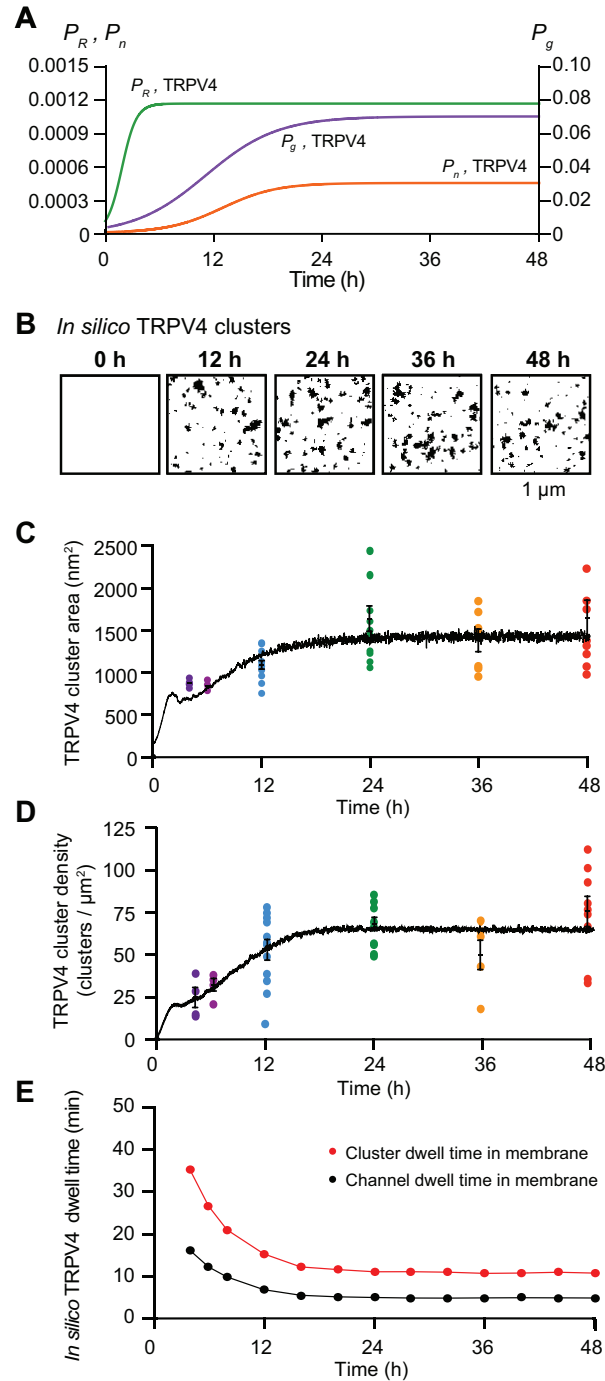 A
P_R , P_n
P_g
0.0015
0.0012
0.0009
0.0006
0.0003
0
P_R , TRPV4
P_g , TRPV4
P_n , TRPV4
0.10
0.08
0.06
0.04
0.02
0
0 12 24 36 48
Time (h)
B In silico TRPV4 clusters
0 h 12 h 24 h 36 h 48 h
1 µm
C
TRPV4 cluster area (nm²)
2500
2000
1500
1000
500
0
0 12 24 36 48
Time (h)
D
TRPV4 cluster density
(clusters / µm²)
125
100
75
50
25
0
0 12 24 36 48
Time (h)
E
In silico TRPV4 dwell time (min)
50
40
30
20
10
0
Cluster dwell time in membrane
Channel dwell time in membrane
0 12 24 36 48
Time (h)